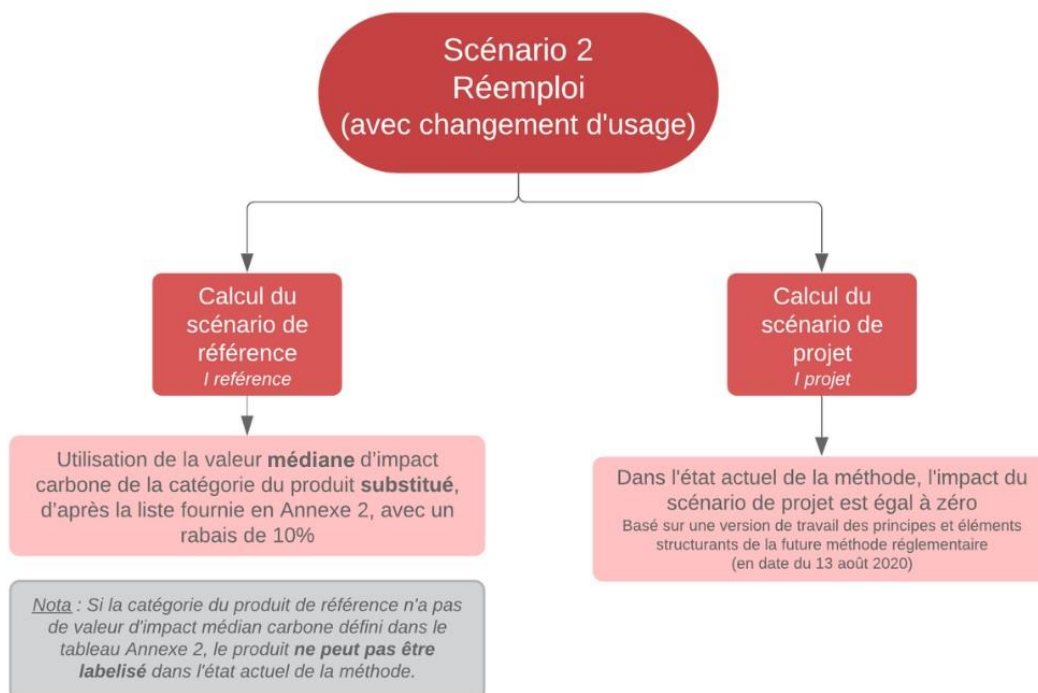 Scénario 2
Réemploi
(avec changement d'usage)
Calcul du
scénario de
référence
I reférence
Utilisation de la valeur médiane d'impact
carbone de la catégorie du produit substitué,
d'après la liste fournie en Annexe 2, avec un
rabais de 10%
Nota : Si la catégorie du produit de référence n'a pas
de valeur d'impact médian carbone défini dans le
tableau Annexe 2, le produit ne peut pas être
labelisé dans l'état actuel de la méthode.
Calcul du
scénario de
projet
I projet
Dans l'état actuel de la méthode, l'impact du
scénario de projet est égal à zéro
Basé sur une version de travail des principes et éléments
structurants de la future méthode réglementaire
(en date du 13 août 2020)